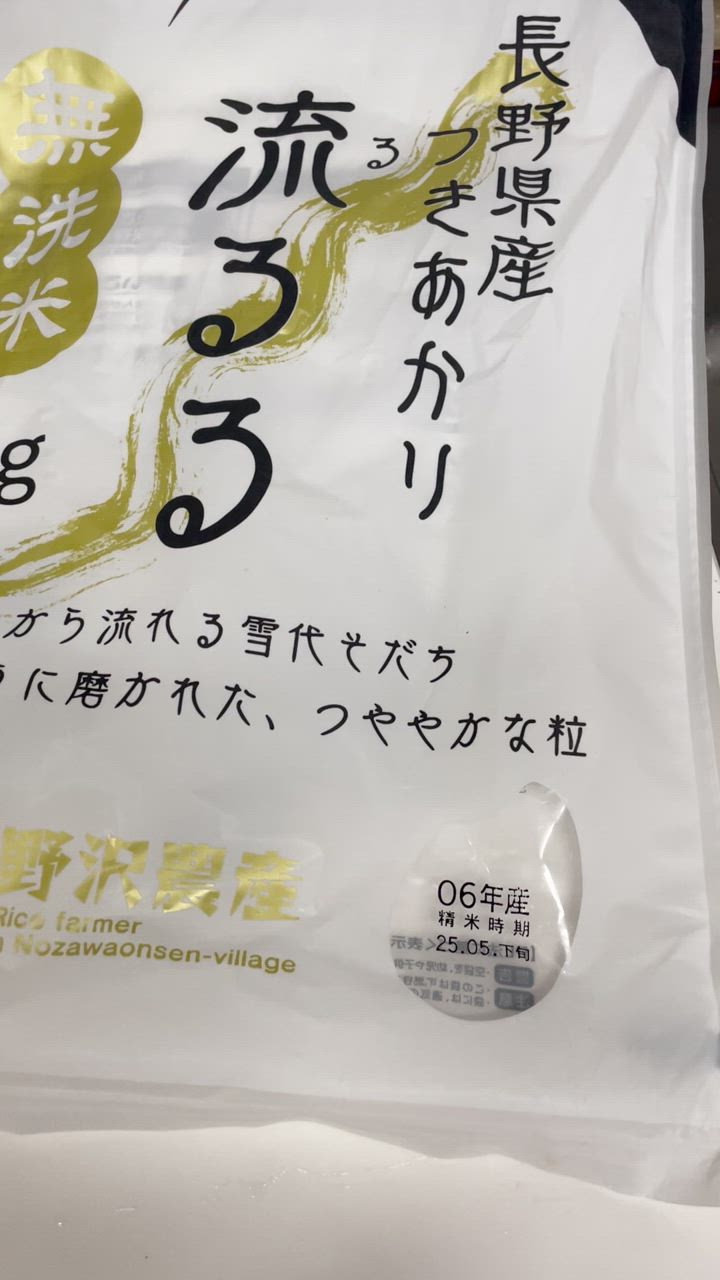 長野県産
つきあかり
る
流るる
無洗米
g
から流れる雪代そだち
うに磨かれた、つややかな粒
野沢農産
Rice farmer
Nozawaonsen-village
06年産
精米時期
25.05.下旬